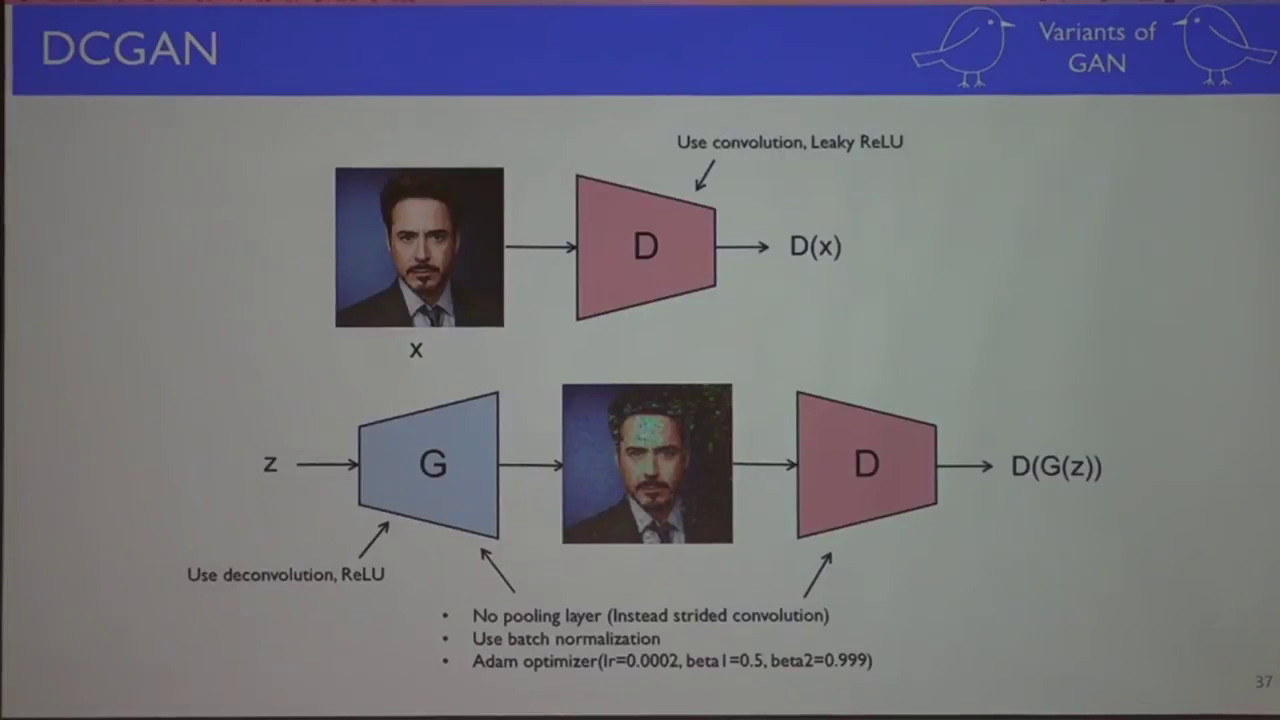 DCGAN
Variants of
GAN
Use convolution, Leaky ReLU
D
D(x)
x
z
G
D
D(G(z))
Use deconvolution, ReLU
• No pooling layer (Instead strided convolution)
• Use batch normalization
• Adam optimizer(lr=0.0002, beta1=0.5, beta2=0.999)
37